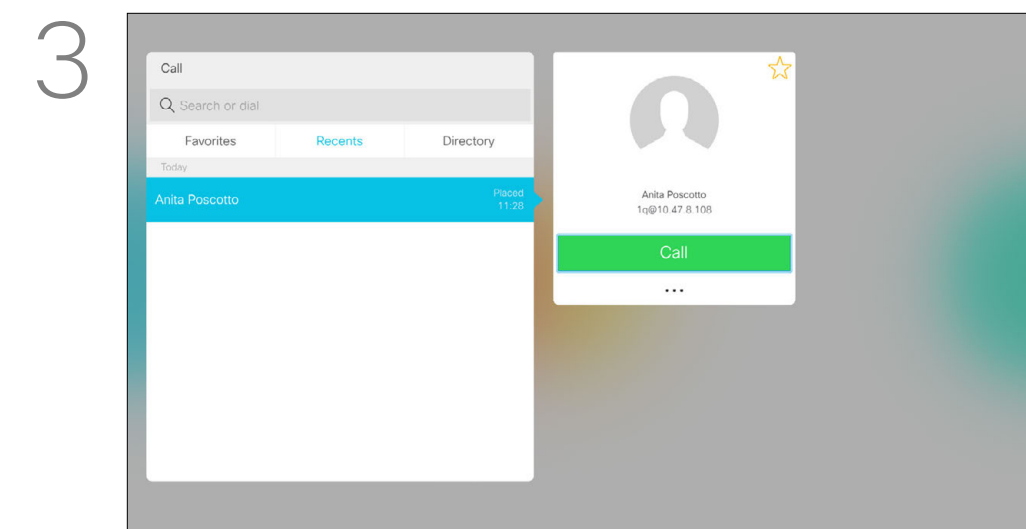 3
Call
Search or dial
Favorites Recents Directory
Today
Anita Poscotto Placed
11:28
Anita Poscotto
1q@10.47.8.108
Call
...